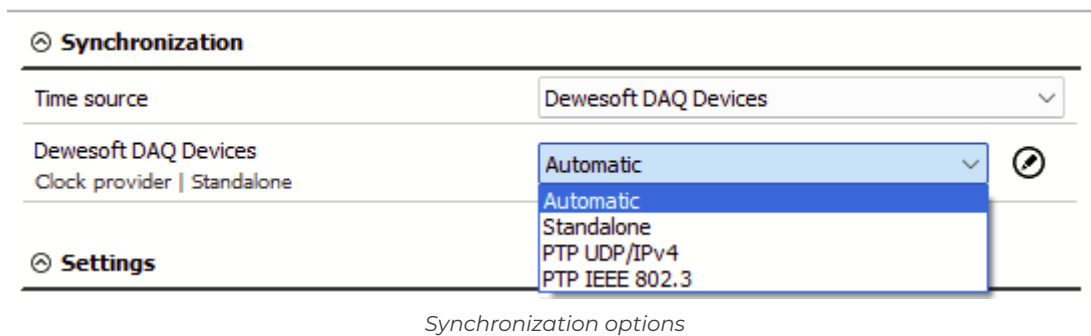 Synchronization
Time source
Dewesoft DAQ Devices
Dewesoft DAQ Devices
Clock provider | Standalone
Automatic
Automatic
Standalone
PTP UDP/IPv4
PTP IEEE 802.3
Settings
Synchronization options